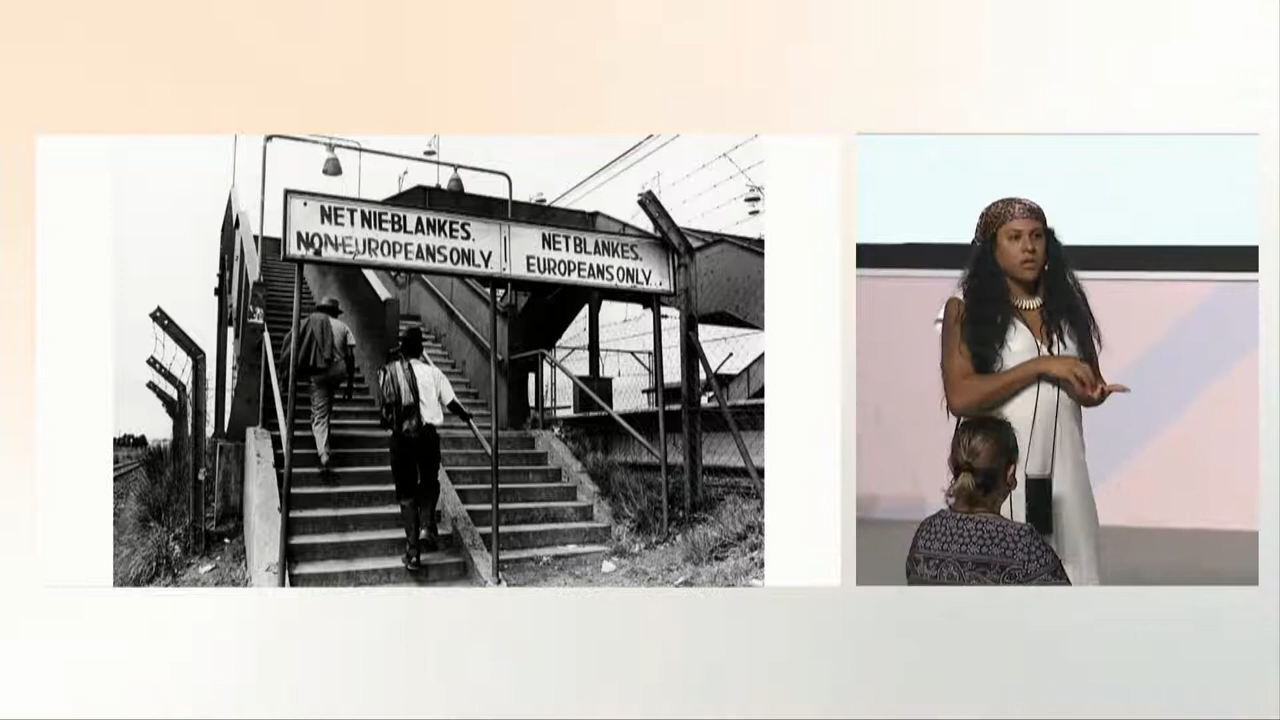 NET NIE-BLANKES.
NON-EUROPEANS ONLY.
NET BLANKES.
EUROPEANS ONLY.